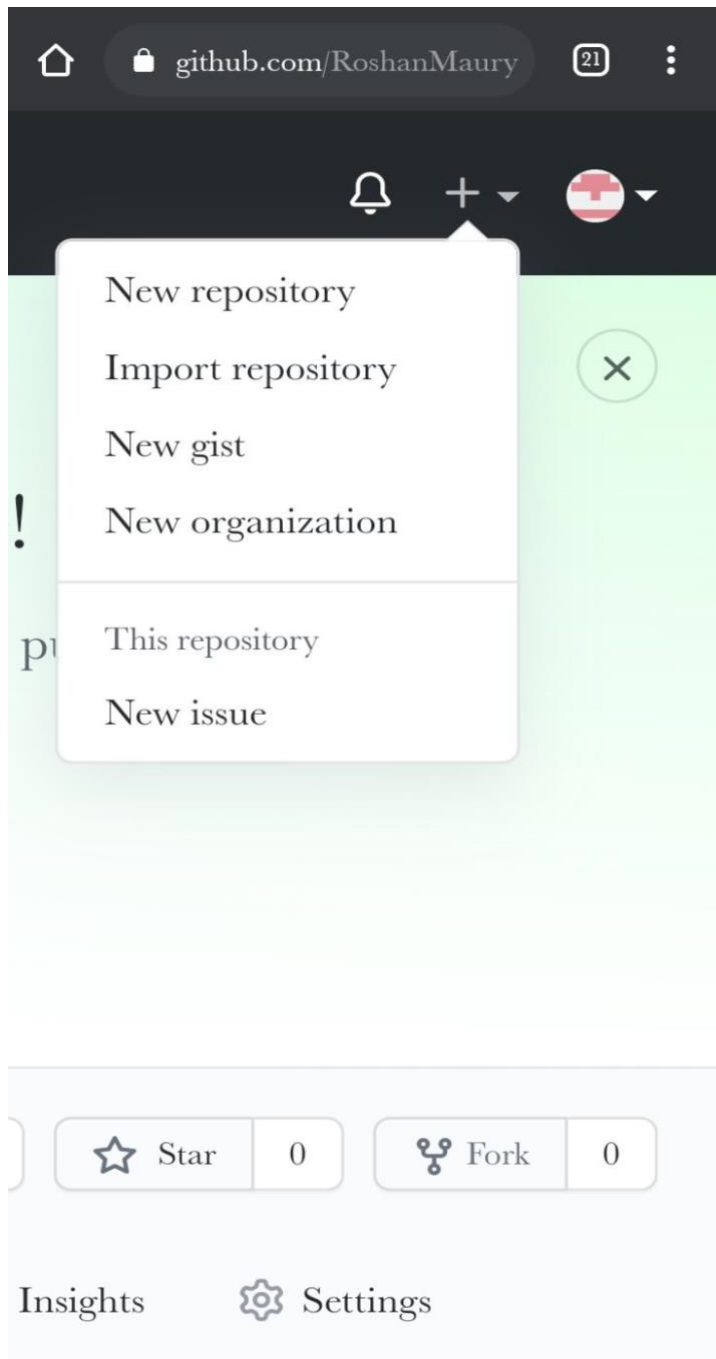 github.com/RoshanMaury
21
New repository
Import repository
New gist
New organization
!
This repository
New issue
Star 0
Fork 0
Insights
Settings